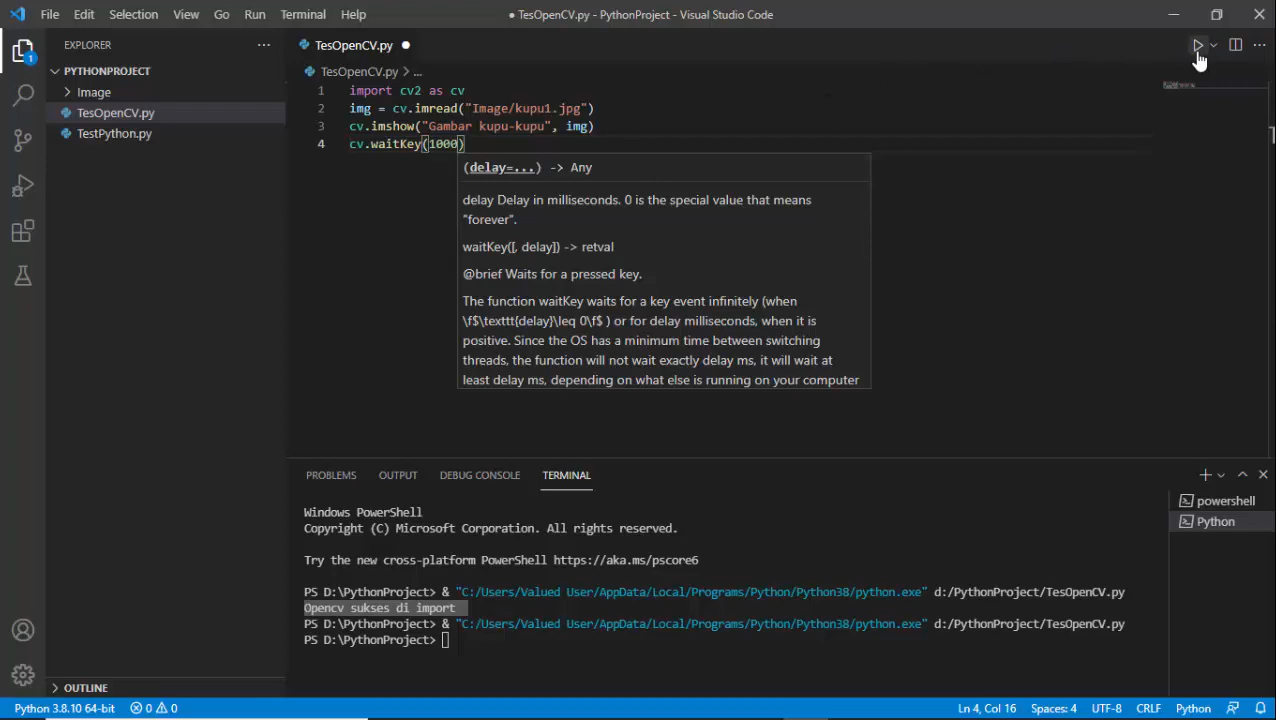 File Edit Selection View Go Run Terminal Help
● TesOpenCV.py - PythonProject - Visual Studio Code
EXPLORER
PYTHONPROJECT
Image
TesOpenCV.py
TestPython.py
OUTLINE
1
TesOpenCV.py ●
TesOpenCV.py > ...
1 import cv2 as cv
2 img = cv.imread("Image/kupu1.jpg")
3 cv.imshow("Gambar kupu-kupu", img)
4 cv.waitKey(1000)
(delay=...) -> Any
delay Delay in milliseconds. 0 is the special value that means
"forever".
waitKey([, delay]) -> retval
@brief Waits for a pressed key.
The function waitKey waits for a key event infinitely (when
\f$\texttt{delay}\leq 0\f$ ) or for delay milliseconds, when it is
positive. Since the OS has a minimum time between switching
threads, the function will not wait exactly delay ms, it will wait at
least delay ms, depending on what else is running on your computer
PROBLEMS OUTPUT DEBUG CONSOLE TERMINAL
powershell
Python
Windows PowerShell
Copyright (C) Microsoft Corporation. All rights reserved.
Try the new cross-platform PowerShell https://aka.ms/pscore6
PS D:\PythonProject> & "C:/Users/Valued User/AppData/Local/Programs/Python/Python38/python.exe" d:/PythonProject/TesOpenCV.py
Opencv sukses di import
PS D:\PythonProject> & "C:/Users/Valued User/AppData/Local/Programs/Python/Python38/python.exe" d:/PythonProject/TesOpenCV.py
PS D:\PythonProject>
Python 3.8.10 64-bit 0 0 Ln 4, Col 16 Spaces: 4 UTF-8 CRLF Python